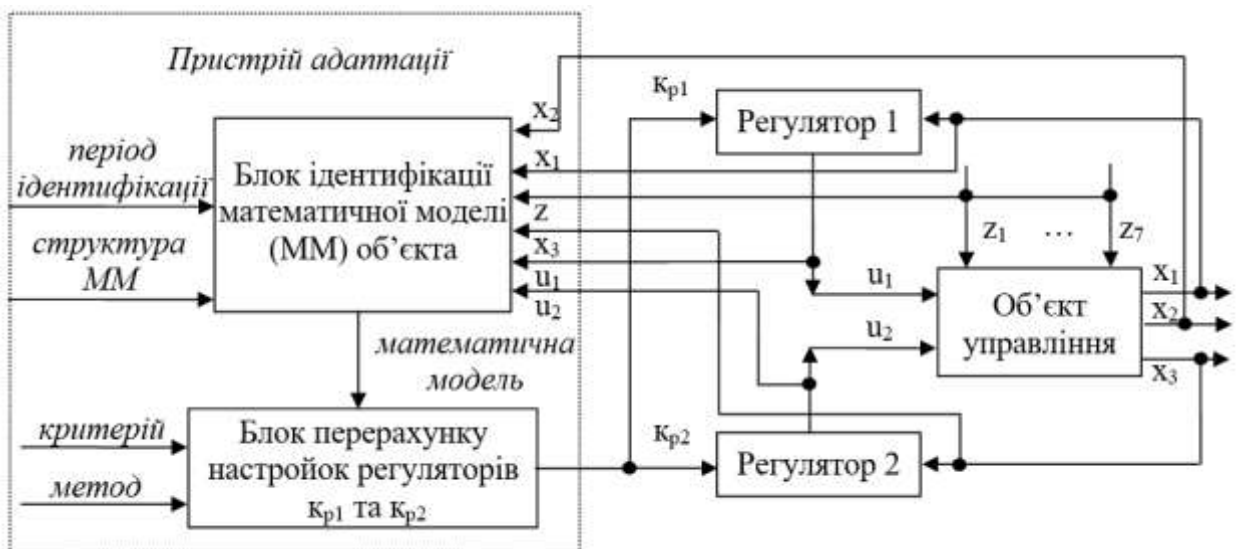 Пристрій адаптації
період
ідентифікації
структура
ММ
Блок ідентифікації
математичної моделі
(ММ) об’єкта
x₂
x₁
z
x₃
u₁
u₂
математична
модель
критерій
метод
Блок перерахунку
настройок регуляторів
кр1 та кр2
кр1
Регулятор 1
z₁ … z₇
u₁
u₂
Об’єкт
управління
x₁
x₂
x₃
кр2
Регулятор 2